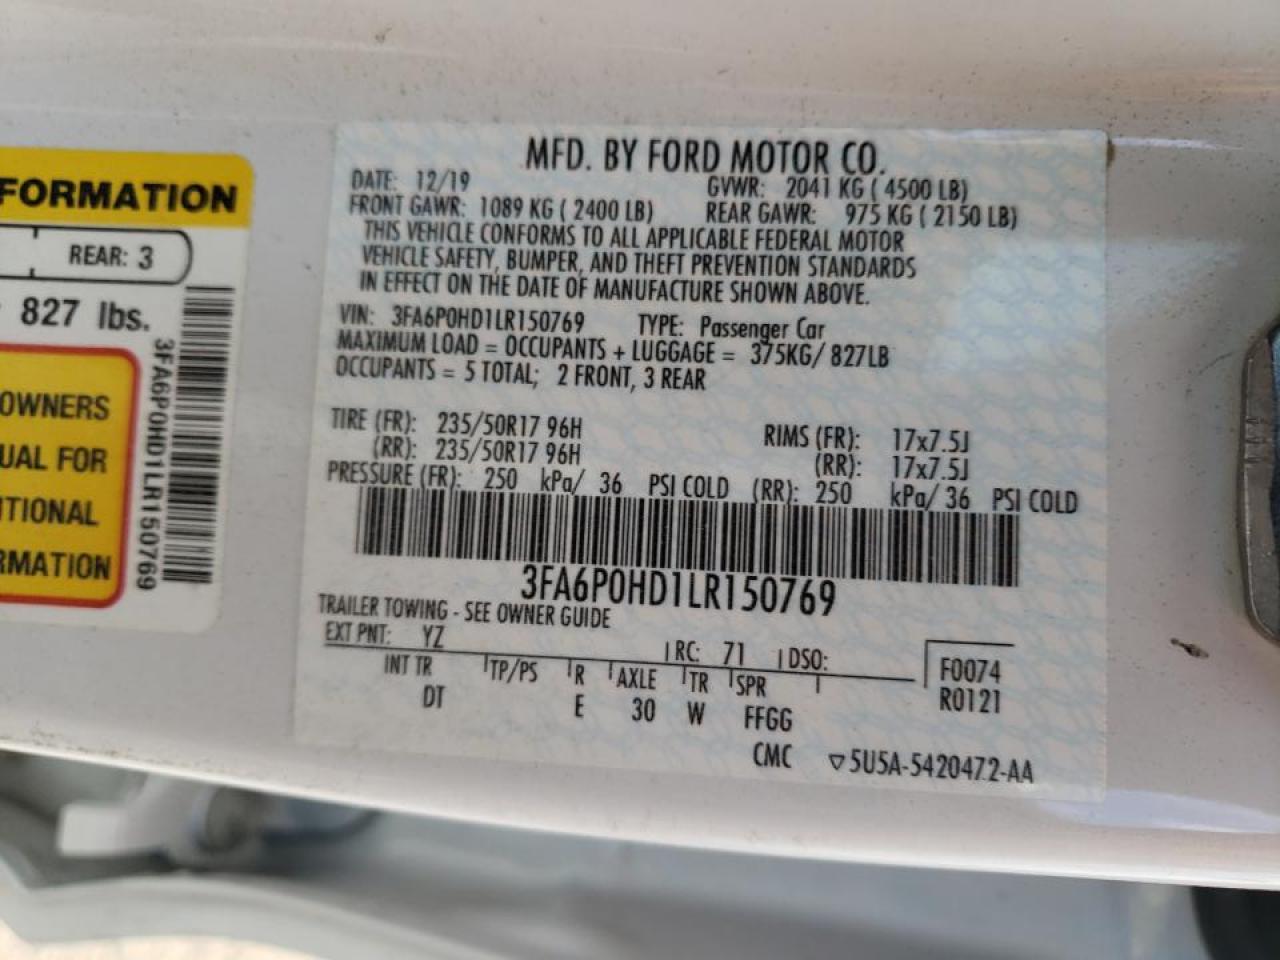 FORMATION
REAR: 3
827 lbs.
OWNERS
UAL FOR
ITIONAL
RMATION
3FA6P0HD1LR150769
MFD. BY FORD MOTOR CO.
DATE: 12/19 GVWR: 2041 KG ( 4500 LB)
FRONT GAWR: 1089 KG ( 2400 LB) REAR GAWR: 975 KG ( 2150 LB)
THIS VEHICLE CONFORMS TO ALL APPLICABLE FEDERAL MOTOR
VEHICLE SAFETY, BUMPER, AND THEFT PREVENTION STANDARDS
IN EFFECT ON THE DATE OF MANUFACTURE SHOWN ABOVE.
VIN: 3FA6P0HD1LR150769 TYPE: Passenger Car
MAXIMUM LOAD = OCCUPANTS + LUGGAGE = 375KG/ 827LB
OCCUPANTS = 5 TOTAL; 2 FRONT, 3 REAR
TIRE (FR): 235/50R17 96H RIMS (FR): 17x7.5J
(RR): 235/50R17 96H (RR): 17x7.5J
PRESSURE (FR): 250 kPa/ 36 PSI COLD (RR): 250 kPa/ 36 PSI COLD
3FA6P0HD1LR150769
TRAILER TOWING - SEE OWNER GUIDE
EXT PNT: YZ RC: 71 DSO: F0074
INT TR TP/PS R AXLE TR SPR R0121
DT E 30 W FFGG
CMC ▽5U5A-5420472-AA